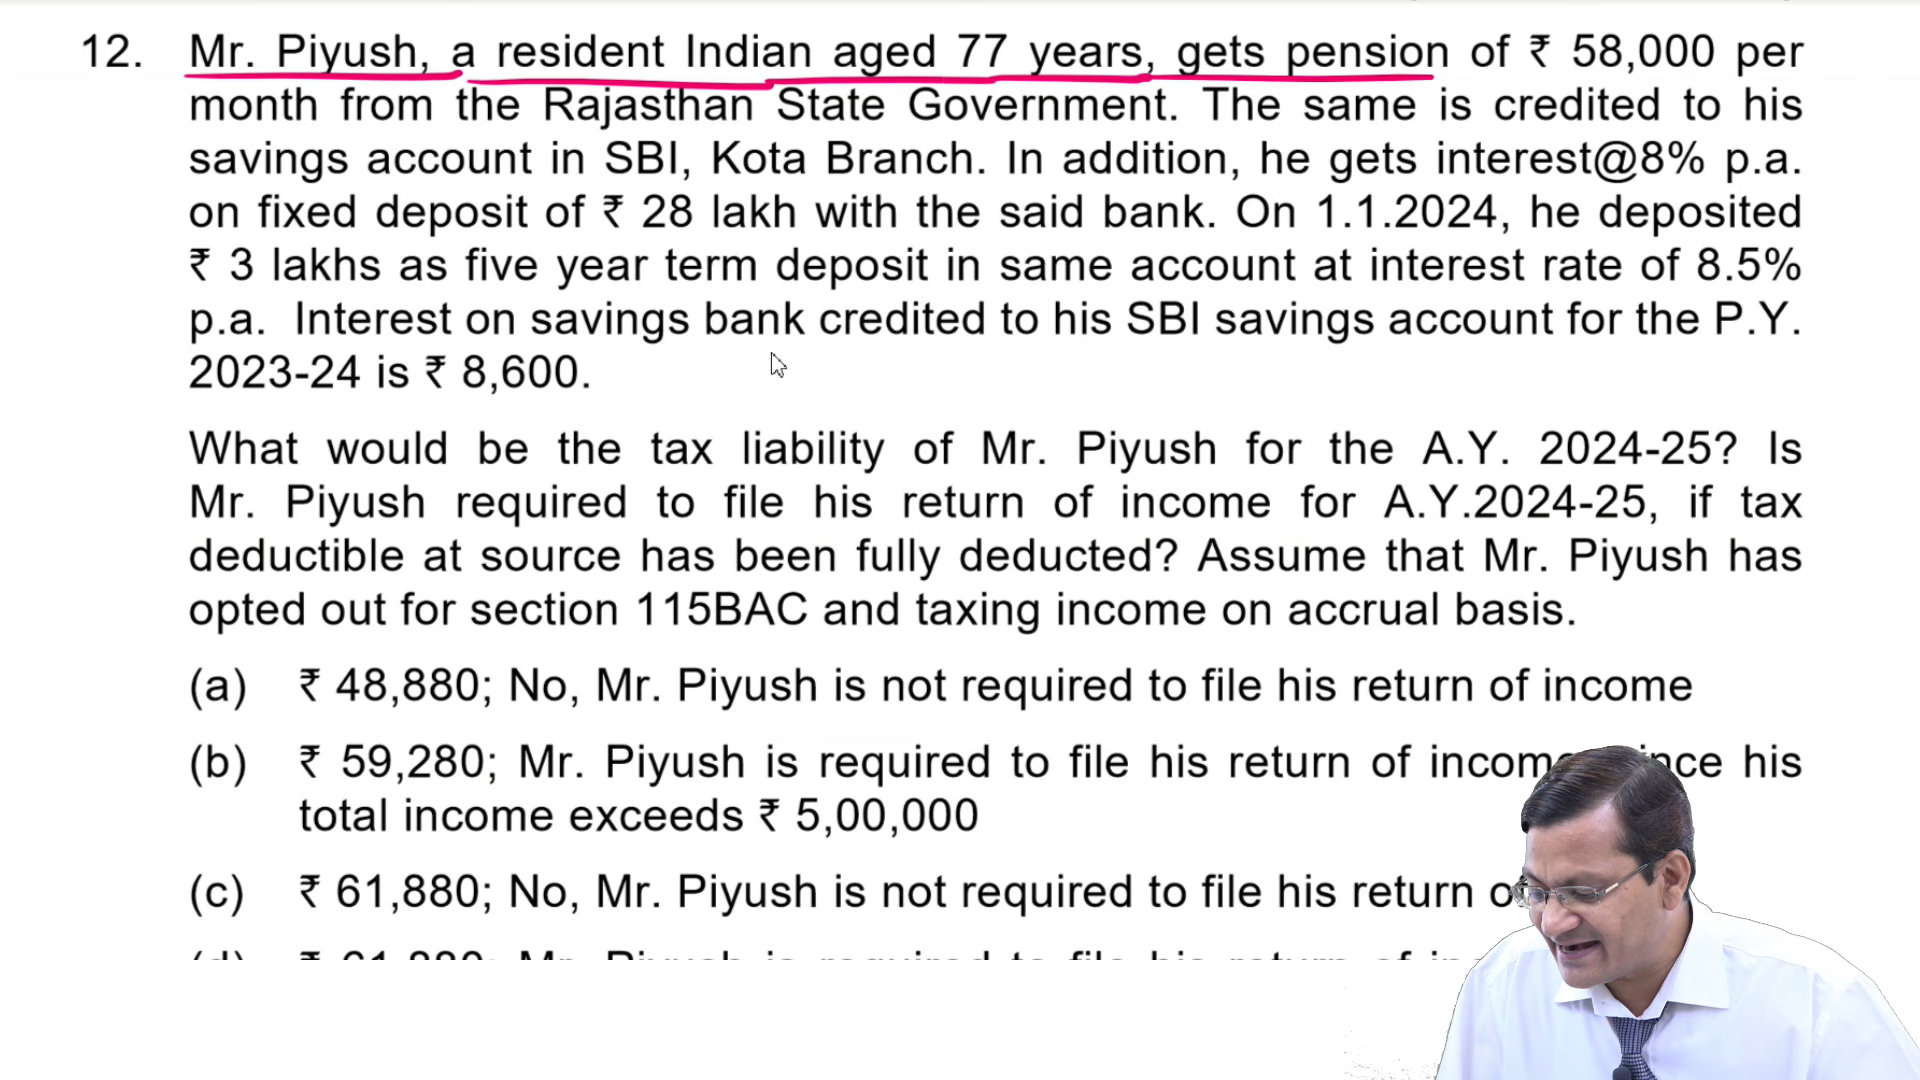 12. Mr. Piyush, a resident Indian aged 77 years, gets pension of ₹ 58,000 per
month from the Rajasthan State Government. The same is credited to his
savings account in SBI, Kota Branch. In addition, he gets interest@8% p.a.
on fixed deposit of ₹ 28 lakh with the said bank. On 1.1.2024, he deposited
₹ 3 lakhs as five year term deposit in same account at interest rate of 8.5%
p.a. Interest on savings bank credited to his SBI savings account for the P.Y.
2023-24 is ₹ 8,600.
What would be the tax liability of Mr. Piyush for the A.Y. 2024-25? Is
Mr. Piyush required to file his return of income for A.Y.2024-25, if tax
deductible at source has been fully deducted? Assume that Mr. Piyush has
opted out for section 115BAC and taxing income on accrual basis.
(a) ₹ 48,880; No, Mr. Piyush is not required to file his return of income
(b) ₹ 59,280; Mr. Piyush is required to file his return of income his
total income exceeds ₹ 5,00,000
(c) ₹ 61,880; No, Mr. Piyush is not required to file his return